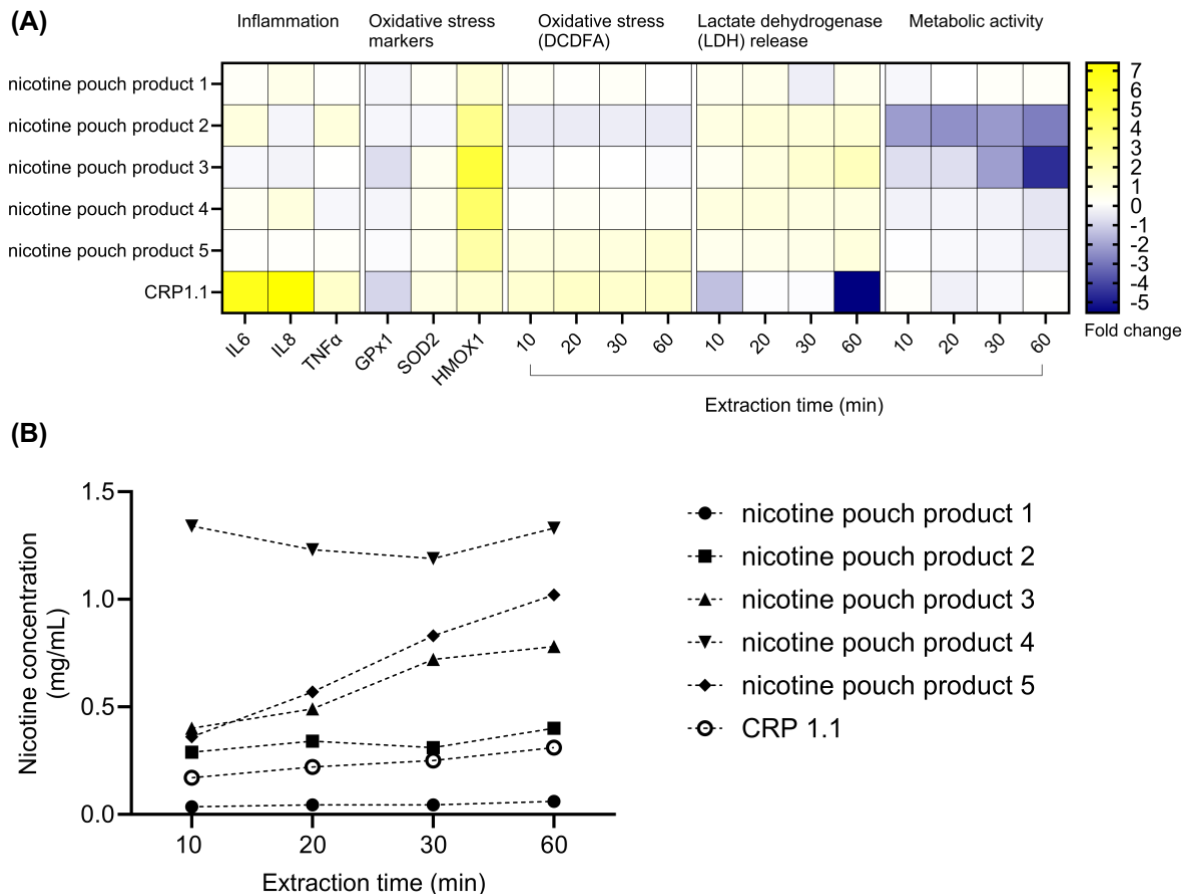 (A)
Inflammation
Oxidative stress
markers
Oxidative stress
(DCDFA)
Lactate dehydrogenase
(LDH) release
Metabolic activity
nicotine pouch product 1
nicotine pouch product 2
nicotine pouch product 3
nicotine pouch product 4
nicotine pouch product 5
CRP1.1
7
6
5
4
3
2
1
0
-1
-2
-3
-4
-5
Fold change
IL6
IL8
TNFα
GPx1
SOD2
HMOX1
10
20
30
60
10
20
30
60
10
20
30
60
Extraction time (min)
(B)
Nicotine concentration
(mg/mL)
1.5
1.0
0.5
0.0
10
20
30
60
Extraction time (min)
nicotine pouch product 1
nicotine pouch product 2
nicotine pouch product 3
nicotine pouch product 4
nicotine pouch product 5
CRP 1.1